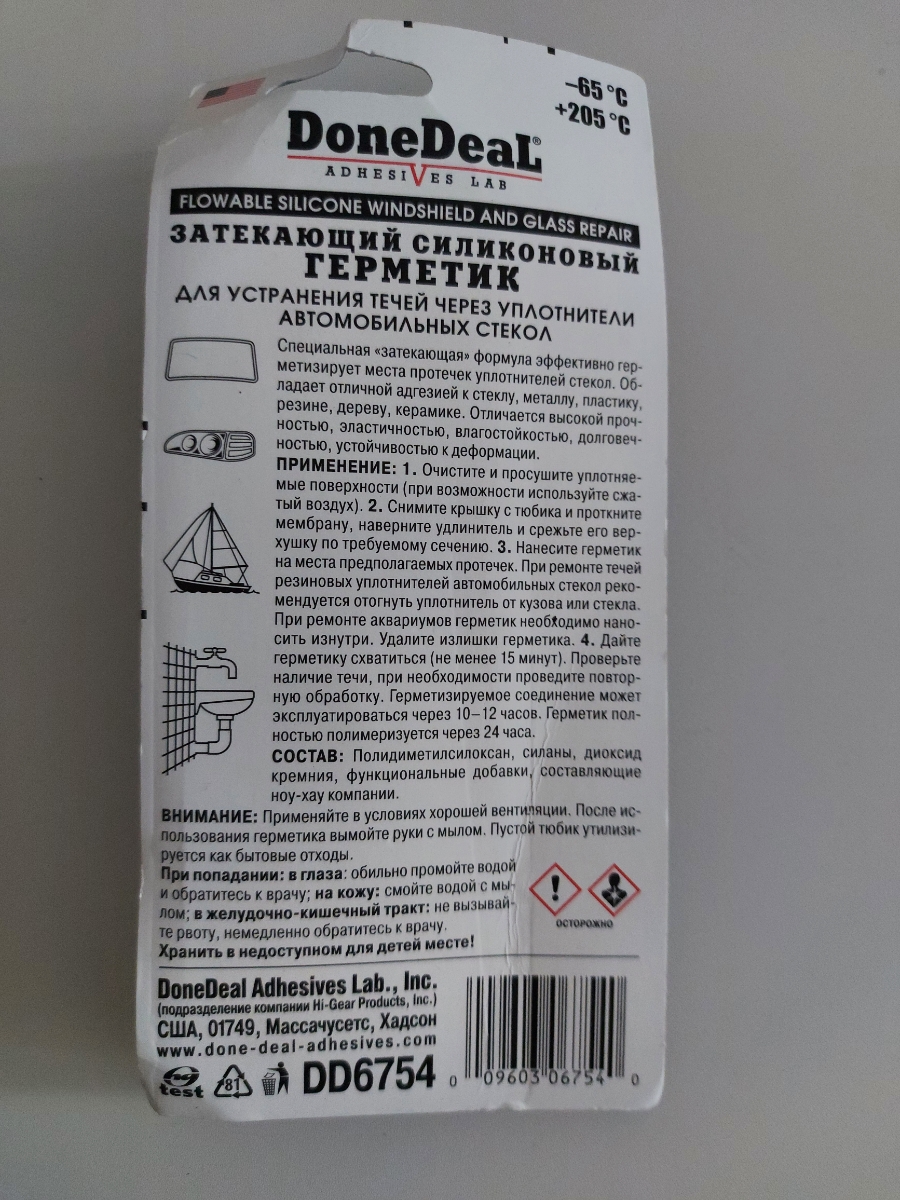 –65 °C
+205 °C
DoneDeaL®
ADHESIVES LAB
FLOWABLE SILICONE WINDSHIELD AND GLASS REPAIR
ЗАТЕКАЮЩИЙ СИЛИКОНОВЫЙ
ГЕРМЕТИК
ДЛЯ УСТРАНЕНИЯ ТЕЧЕЙ ЧЕРЕЗ УПЛОТНИТЕЛИ
АВТОМОБИЛЬНЫХ СТЕКОЛ
Специальная «затекающая» формула эффективно гер-
метизирует места протечек уплотнителей стекол. Об-
ладает отличной адгезией к стеклу, металлу, пластику,
резине, дереву, керамике. Отличается высокой проч-
ностью, эластичностью, влагостойкостью, долговеч-
ностью, устойчивостью к деформации.
ПРИМЕНЕНИЕ: 1. Очистите и просушите уплотняе-
мые поверхности (при возможности используйте сжа-
тый воздух). 2. Снимите крышку с тюбика и проткните
мембрану, наверните удлинитель и срежьте его вер-
хушку по требуемому сечению. 3. Нанесите герметик
на места предполагаемых протечек. При ремонте течей
резиновых уплотнителей автомобильных стекол реко-
мендуется отогнуть уплотнитель от кузова или стекла.
При ремонте аквариумов герметик необходимо нано-
сить изнутри. Удалите излишки герметика. 4. Дайте
герметику схватиться (не менее 15 минут). Проверьте
наличие течи, при необходимости проведите повтор-
ную обработку. Герметизируемое соединение может
эксплуатироваться через 10–12 часов. Герметик пол-
ностью полимеризуется через 24 часа.
СОСТАВ: Полидиметилсилоксан, силаны, диоксид
кремния, функциональные добавки, составляющие
ноу-хау компании.
ВНИМАНИЕ: Применяйте в условиях хорошей вентиляции. После ис-
пользования герметика вымойте руки с мылом. Пустой тюбик утилизи-
руется как бытовые отходы.
При попадании: в глаза: обильно промойте водой
и обратитесь к врачу; на кожу: смойте водой с мы-
лом; в желудочно-кишечный тракт: не вызывай-
те рвоту, немедленно обратитесь к врачу.
Хранить в недоступном для детей месте!
ОСТОРОЖНО
DoneDeal Adhesives Lab., Inc.
(подразделение компании Hi-Gear Products, Inc.)
США, 01749, Массачусетс, Хадсон
www.done-deal-adhesives.com
test
81
DD6754
0 09603 06754 0